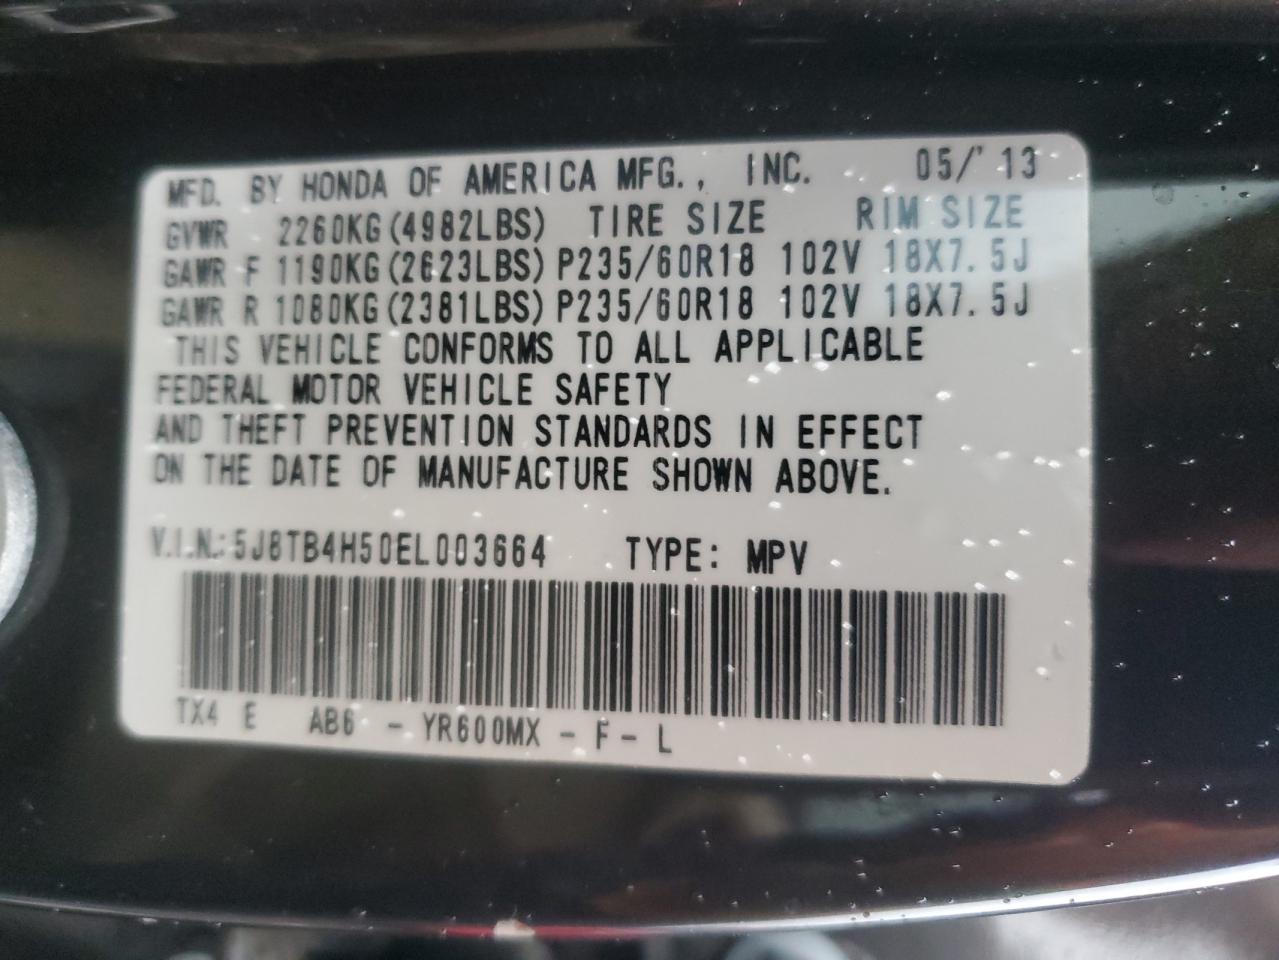 MFD. BY HONDA OF AMERICA MFG., INC. 05/'13
GVWR 2260KG(4982LBS) TIRE SIZE RIM SIZE
GAWR F 1190KG(2623LBS) P235/60R18 102V 18X7.5J
GAWR R 1080KG(2381LBS) P235/60R18 102V 18X7.5J
THIS VEHICLE CONFORMS TO ALL APPLICABLE
FEDERAL MOTOR VEHICLE SAFETY
AND THEFT PREVENTION STANDARDS IN EFFECT
ON THE DATE OF MANUFACTURE SHOWN ABOVE.
V.I.N.: 5J8TB4H50EL003664 TYPE: MPV
TX4 E AB6 - YR600MX - F - L